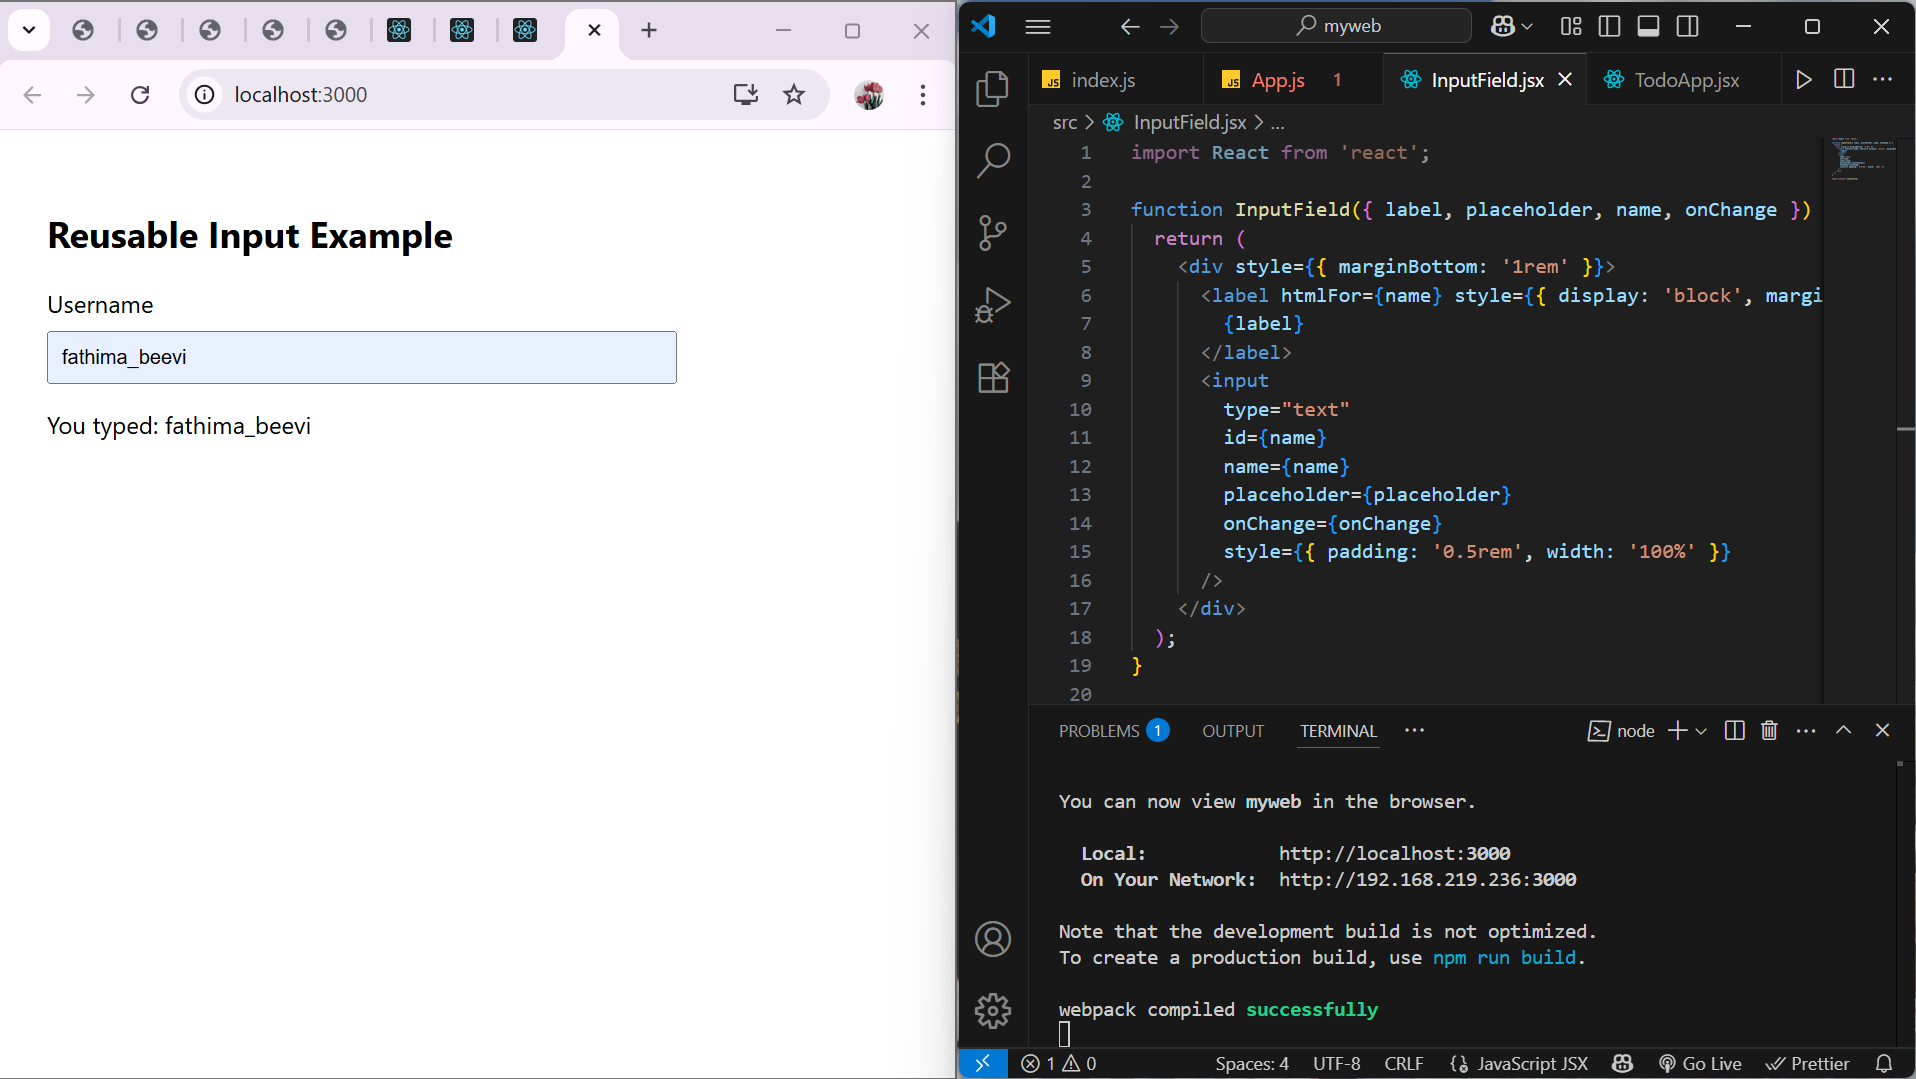 localhost:3000
Reusable Input Example
Username
fathima_beevi
You typed: fathima_beevi
myweb
JS index.js
JS App.js 1
InputField.jsx
TodoApp.jsx
src > InputField.jsx > ...
1 import React from 'react';
2
3 function InputField({ label, placeholder, name, onChange })
4 return (
5 <div style={{ marginBottom: '1rem' }}>
6 <label htmlFor={name} style={{ display: 'block', margi
7 {label}
8 </label>
9 <input
10 type="text"
11 id={name}
12 name={name}
13 placeholder={placeholder}
14 onChange={onChange}
15 style={{ padding: '0.5rem', width: '100%' }}
16 />
17 </div>
18 );
19 }
20
PROBLEMS 1 OUTPUT TERMINAL ... node
You can now view myweb in the browser.
Local: http://localhost:3000
On Your Network: http://192.168.219.236:3000
Note that the development build is not optimized.
To create a production build, use npm run build.
webpack compiled successfully
1 0 Spaces: 4 UTF-8 CRLF JavaScript JSX Go Live Prettier